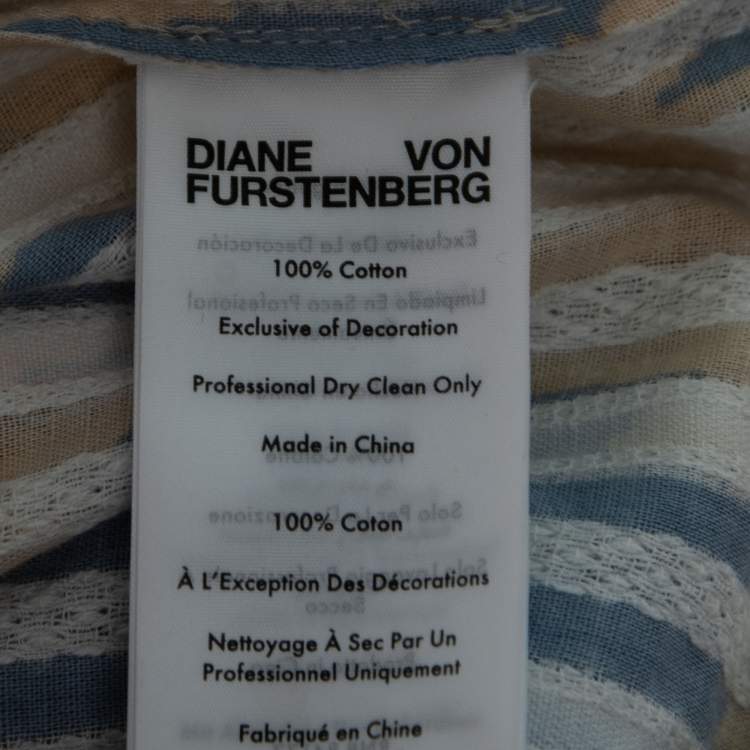 DIANE VON
FURSTENBERG
100% Cotton
Exclusive of Decoration
Professional Dry Clean Only
Made in China
100% Coton
À L'Exception Des Décorations
Nettoyage À Sec Par Un
Professionnel Uniquement
Fabriqué en Chine